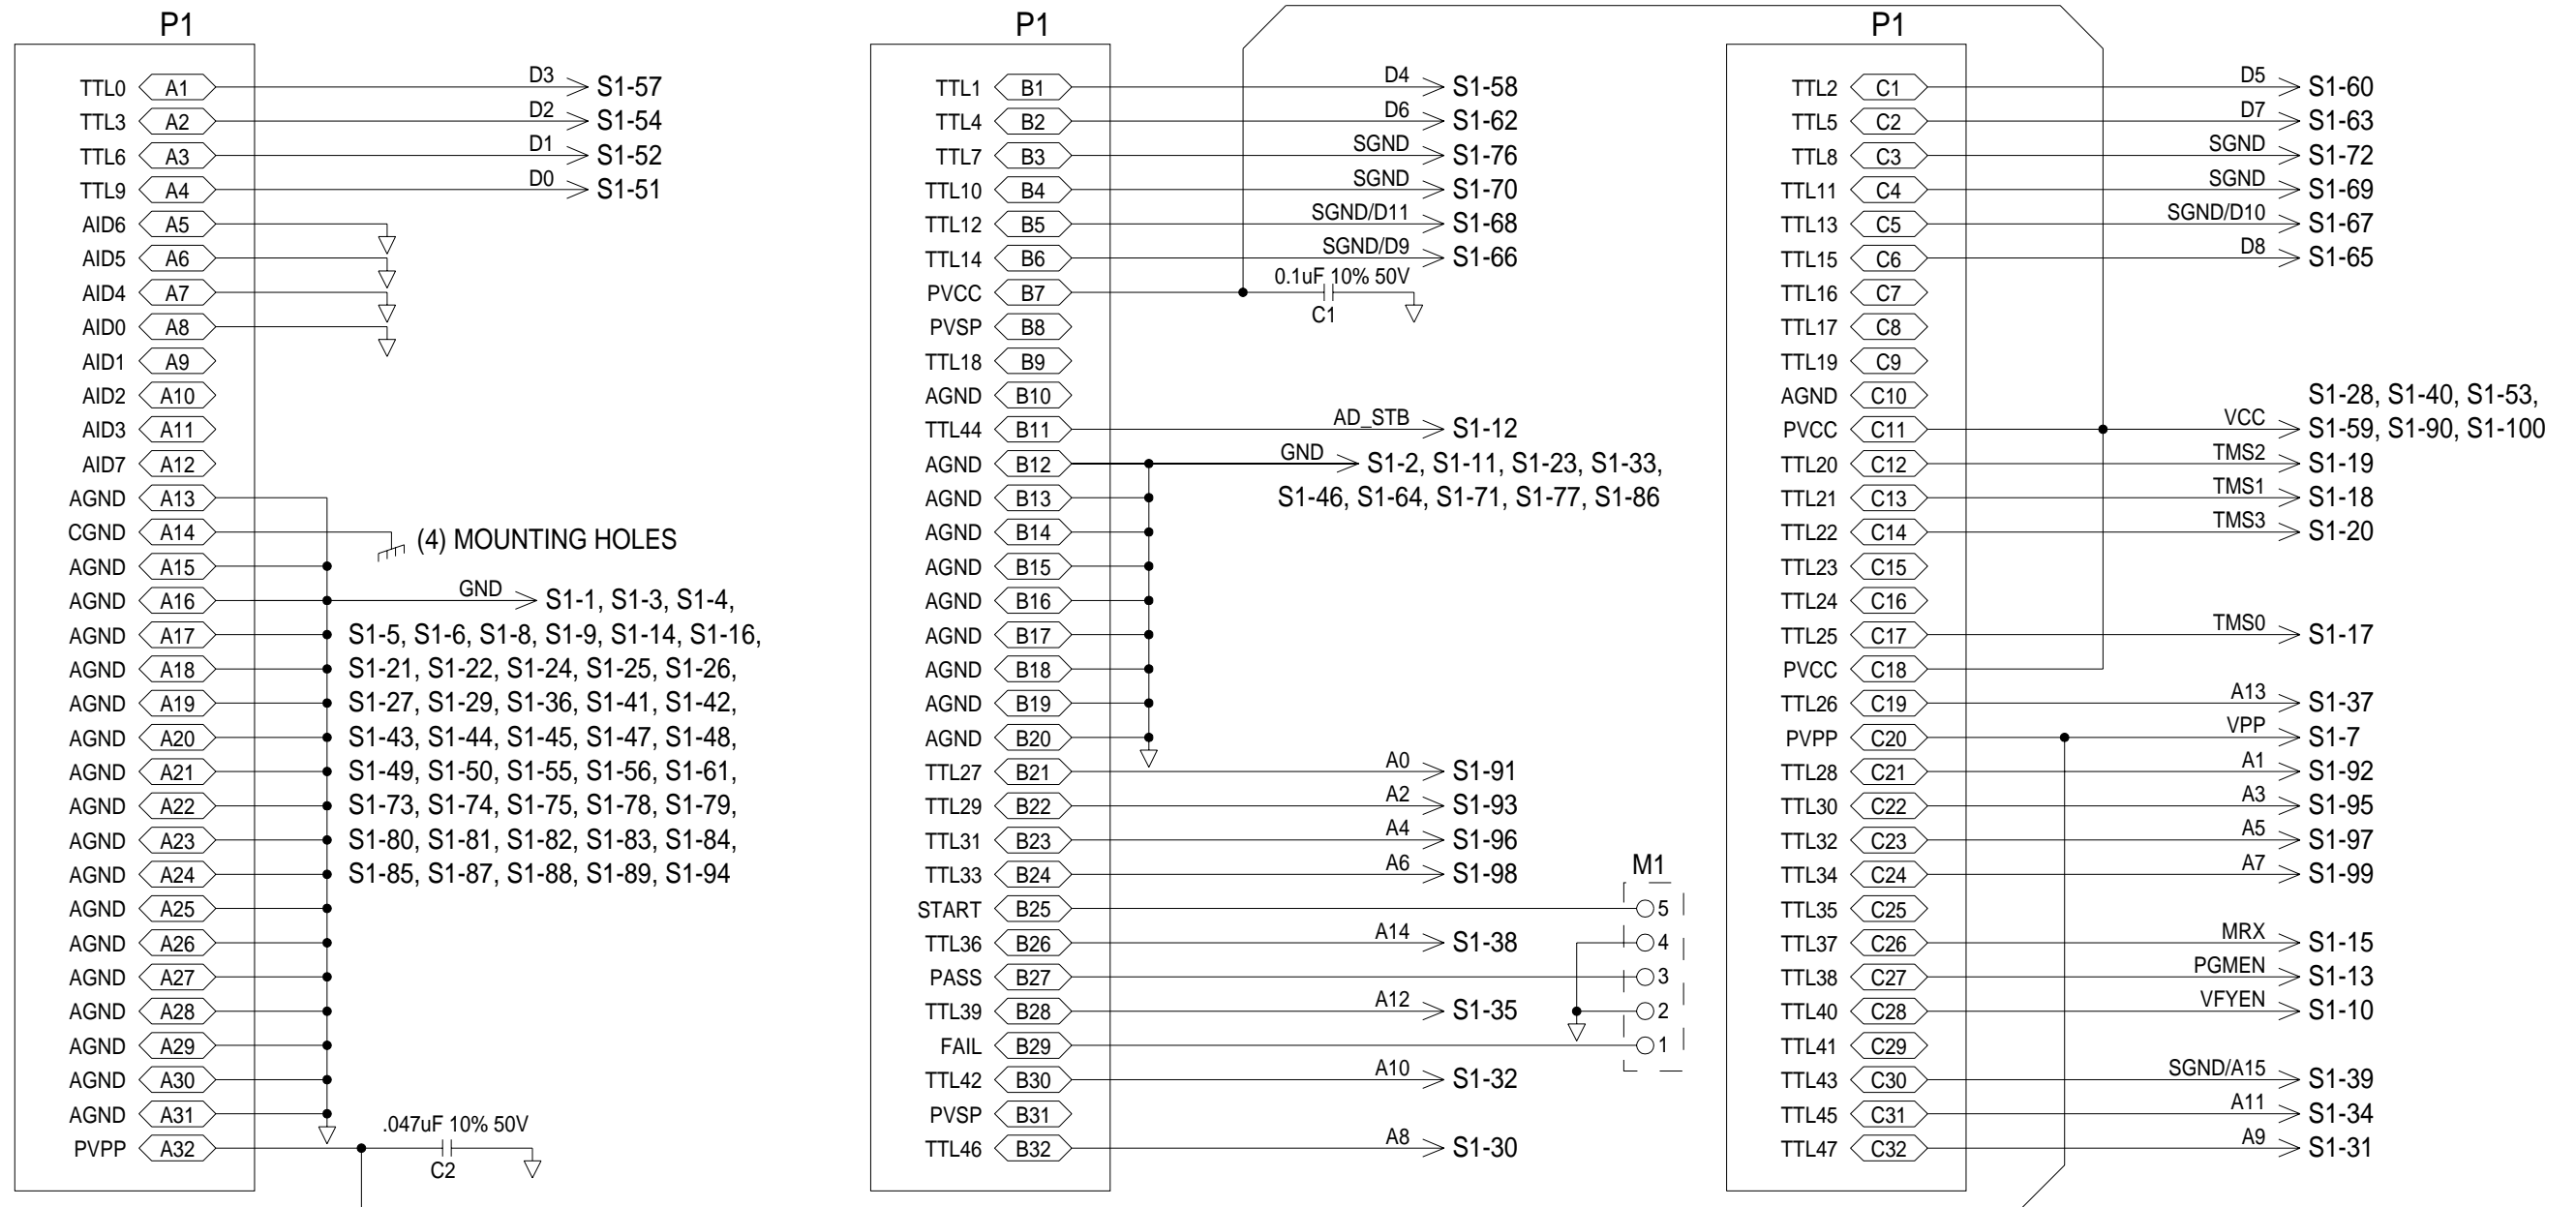 P1
TTL0 A1 D3 S1-57
TTL3 A2 D2 S1-54
TTL6 A3 D1 S1-52
TTL9 A4 D0 S1-51
AID6 A5
AID5 A6
AID4 A7
AID0 A8
AID1 A9
AID2 A10
AID3 A11
AID7 A12
AGND A13
CGND A14 (4) MOUNTING HOLES
AGND A15
AGND A16 GND S1-1, S1-3, S1-4,
AGND A17 S1-5, S1-6, S1-8, S1-9, S1-14, S1-16,
AGND A18 S1-21, S1-22, S1-24, S1-25, S1-26,
AGND A19 S1-27, S1-29, S1-36, S1-41, S1-42,
AGND A20 S1-43, S1-44, S1-45, S1-47, S1-48,
AGND A21 S1-49, S1-50, S1-55, S1-56, S1-61,
AGND A22 S1-73, S1-74, S1-75, S1-78, S1-79,
AGND A23 S1-80, S1-81, S1-82, S1-83, S1-84,
AGND A24 S1-85, S1-87, S1-88, S1-89, S1-94
AGND A25
AGND A26
AGND A27
AGND A28
AGND A29
AGND A30
AGND A31
.047uF 10% 50V
PVPP A32
C2
P1
TTL1 B1 D4 S1-58
TTL4 B2 D6 S1-62
TTL7 B3 SGND S1-76
TTL10 B4 SGND S1-70
TTL12 B5 SGND/D11 S1-68
TTL14 B6 SGND/D9 S1-66
0.1uF 10% 50V
PVCC B7
C1
PVSP B8
TTL18 B9
AGND B10
TTL44 B11 AD_STB S1-12
AGND B12 GND S1-2, S1-11, S1-23, S1-33,
AGND B13 S1-46, S1-64, S1-71, S1-77, S1-86
AGND B14
AGND B15
AGND B16
AGND B17
AGND B18
AGND B19
AGND B20
TTL27 B21 A0 S1-91
TTL29 B22 A2 S1-93
TTL31 B23 A4 S1-96
TTL33 B24 A6 S1-98
M1
START B25 5
TTL36 B26 A14 S1-38 4
PASS B27 3
TTL39 B28 A12 S1-35 2
FAIL B29 1
TTL42 B30 A10 S1-32
PVSP B31
TTL46 B32 A8 S1-30
P1
TTL2 C1 D5 S1-60
TTL5 C2 D7 S1-63
TTL8 C3 SGND S1-72
TTL11 C4 SGND S1-69
TTL13 C5 SGND/D10 S1-67
TTL15 C6 D8 S1-65
TTL16 C7
TTL17 C8
TTL19 C9
AGND C10 S1-28, S1-40, S1-53,
PVCC C11 VCC S1-59, S1-90, S1-100
TTL20 C12 TMS2 S1-19
TTL21 C13 TMS1 S1-18
TTL22 C14 TMS3 S1-20
TTL23 C15
TTL24 C16
TTL25 C17 TMS0 S1-17
PVCC C18
TTL26 C19 A13 S1-37
PVPP C20 VPP S1-7
TTL28 C21 A1 S1-92
TTL30 C22 A3 S1-95
TTL32 C23 A5 S1-97
TTL34 C24 A7 S1-99
TTL35 C25
TTL37 C26 MRX S1-15
TTL38 C27 PGMEN S1-13
TTL40 C28 VFYEN S1-10
TTL41 C29
TTL43 C30 SGND/A15 S1-39
TTL45 C31 A11 S1-34
TTL47 C32 A9 S1-31